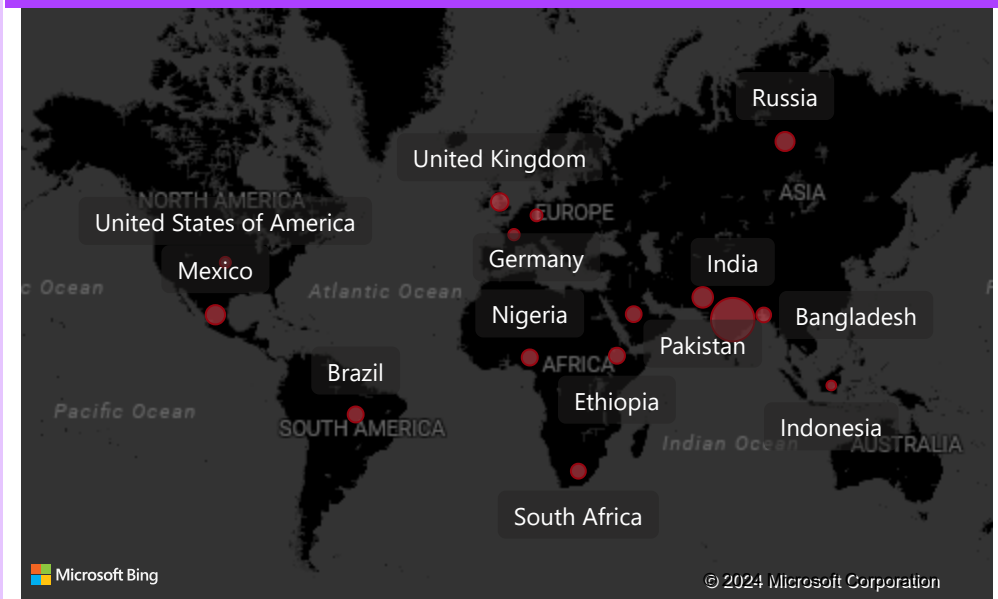 Russia
United Kingdom
ASIA
NORTH AMERICA
EUROPE
United States of America
Germany
India
Mexico
c Ocean
Atlantic Ocean
Nigeria
Bangladesh
Pakistan
AFRICA
Brazil
Ethiopia
Pacific Ocean
SOUTH AMERICA
Indonesia
Indian Ocean
AUSTRALIA
South Africa
Microsoft Bing
© 2024 Microsoft Corporation